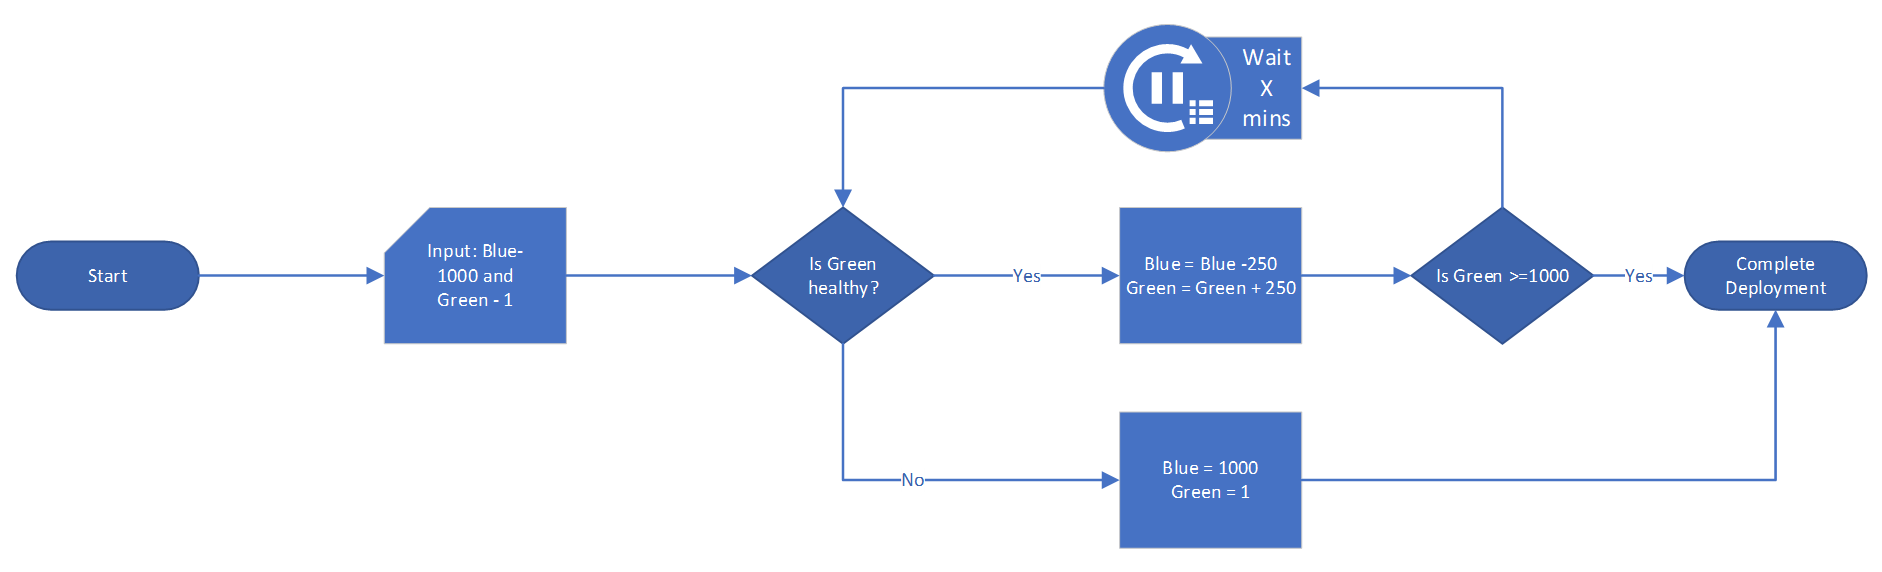 Wait
X
mins
Start
Input: Blue-
1000 and
Green - 1
Is Green
healthy?
Yes
Blue = Blue -250
Green = Green + 250
Is Green >=1000
Yes
Complete
Deployment
No
Blue = 1000
Green = 1